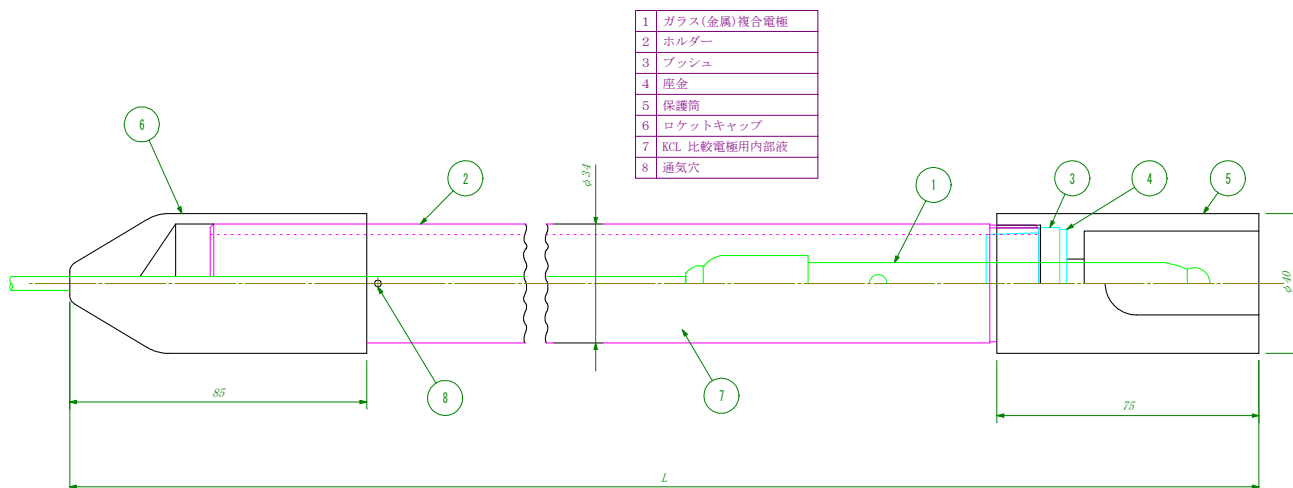 1 ガラス(金属)複合電極
2 ホルダー
3 ブッシュ
4 座金
5 保護筒
6 ロケットキャップ
7 KCL 比較電極用内部液
8 通気穴
6
2
φ34
1
3
4
5
φ40
8
7
85
75
L